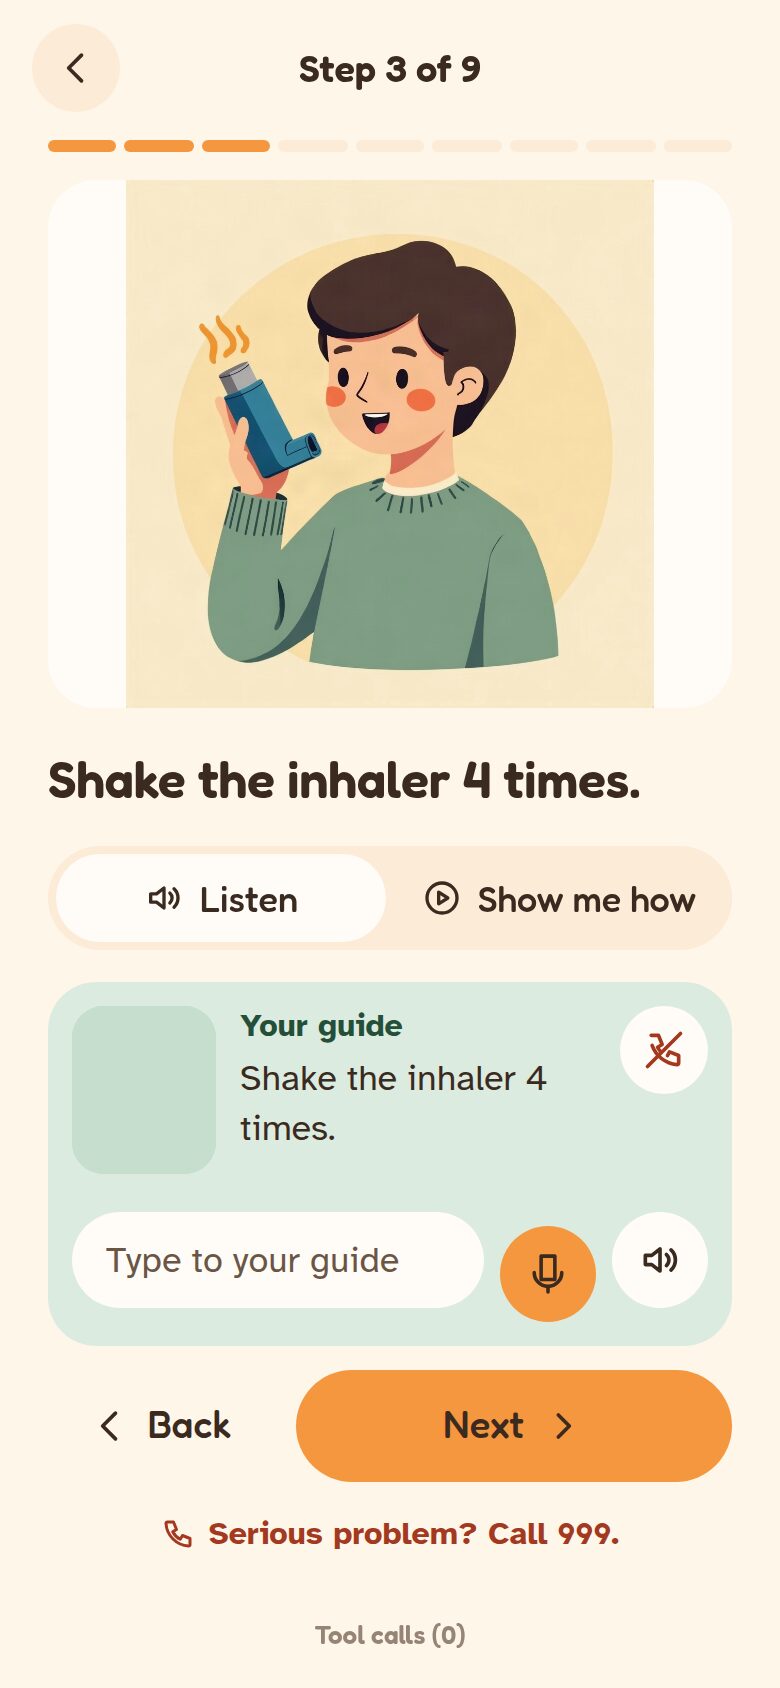 Step 3 of 9
Shake the inhaler 4 times.
Listen
Show me how
Your guide
Shake the inhaler 4
times.
Type to your guide
Back
Next
Serious problem? Call 999.
Tool calls (0)